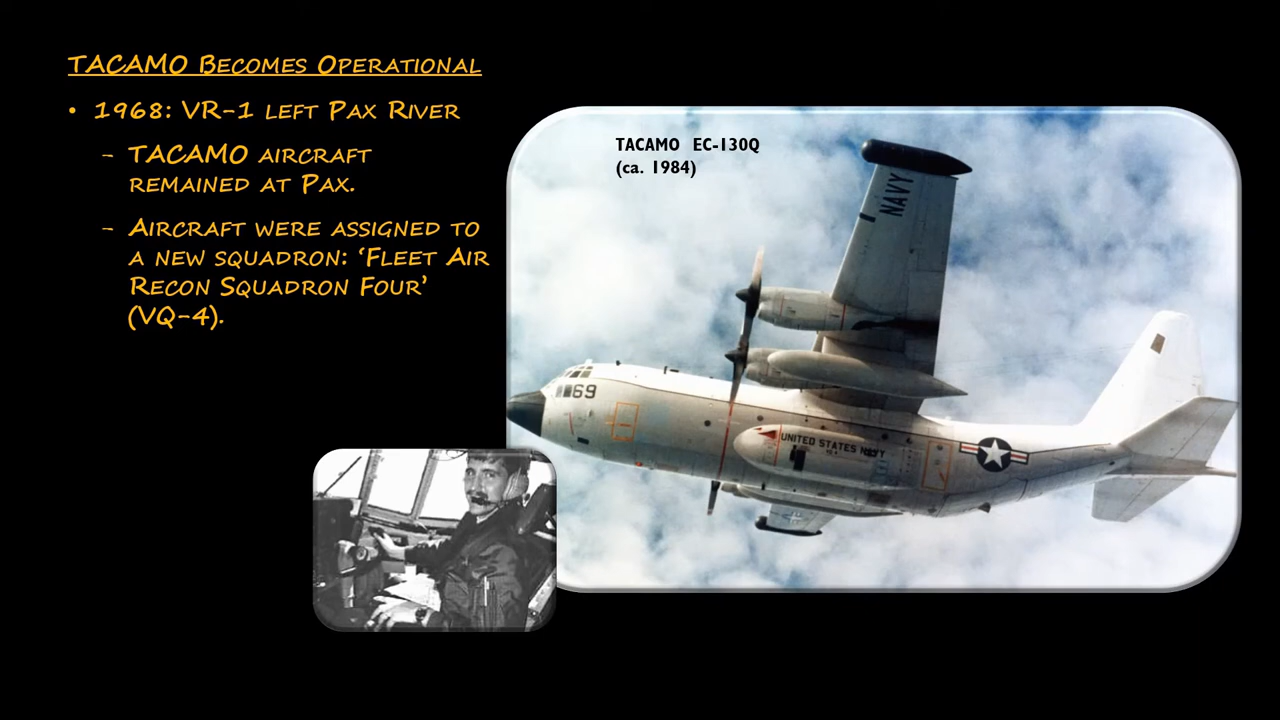 TACAMO Becomes Operational
• 1968: VR-1 left Pax River
– TACAMO aircraft
remained at Pax.
– Aircraft were assigned to
a new squadron: ‘Fleet Air
Recon Squadron Four’
(VQ-4).
TACAMO EC-130Q
(ca. 1984)
NAVY
69
UNITED STATES NAVY